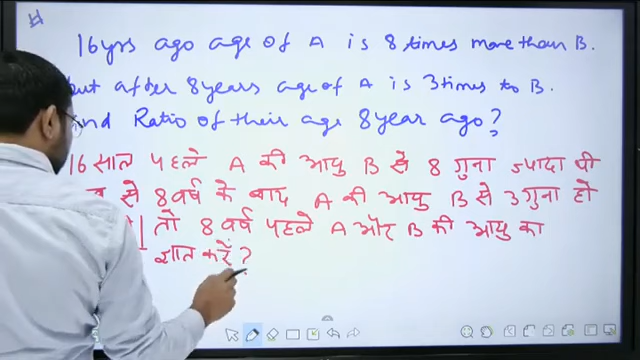 16yrs ago age of A is 8 times more than B.
but after 8years age of A is 3times to B.
Find Ratio of their age 8year ago?
16 साल पहले A की आयु B से 8 गुना ज्यादा थी
से 8 वर्ष के बाद A की आयु B से 3 गुना हो
तो 8 वर्ष पहले A और B की आयु का
ज्ञात करें?